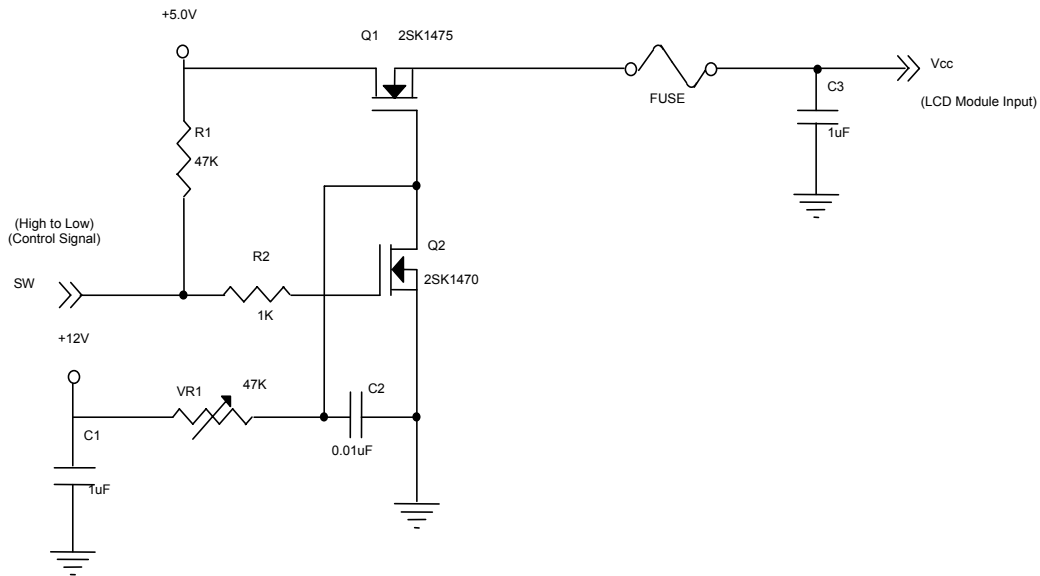 +5.0V
Q1 2SK1475
Vcc
FUSE
C3
(LCD Module Input)
1uF
R1
47K
(High to Low)
(Control Signal)
SW
R2
1K
Q2
2SK1470
+12V
VR1
47K
C2
0.01uF
C1
1uF